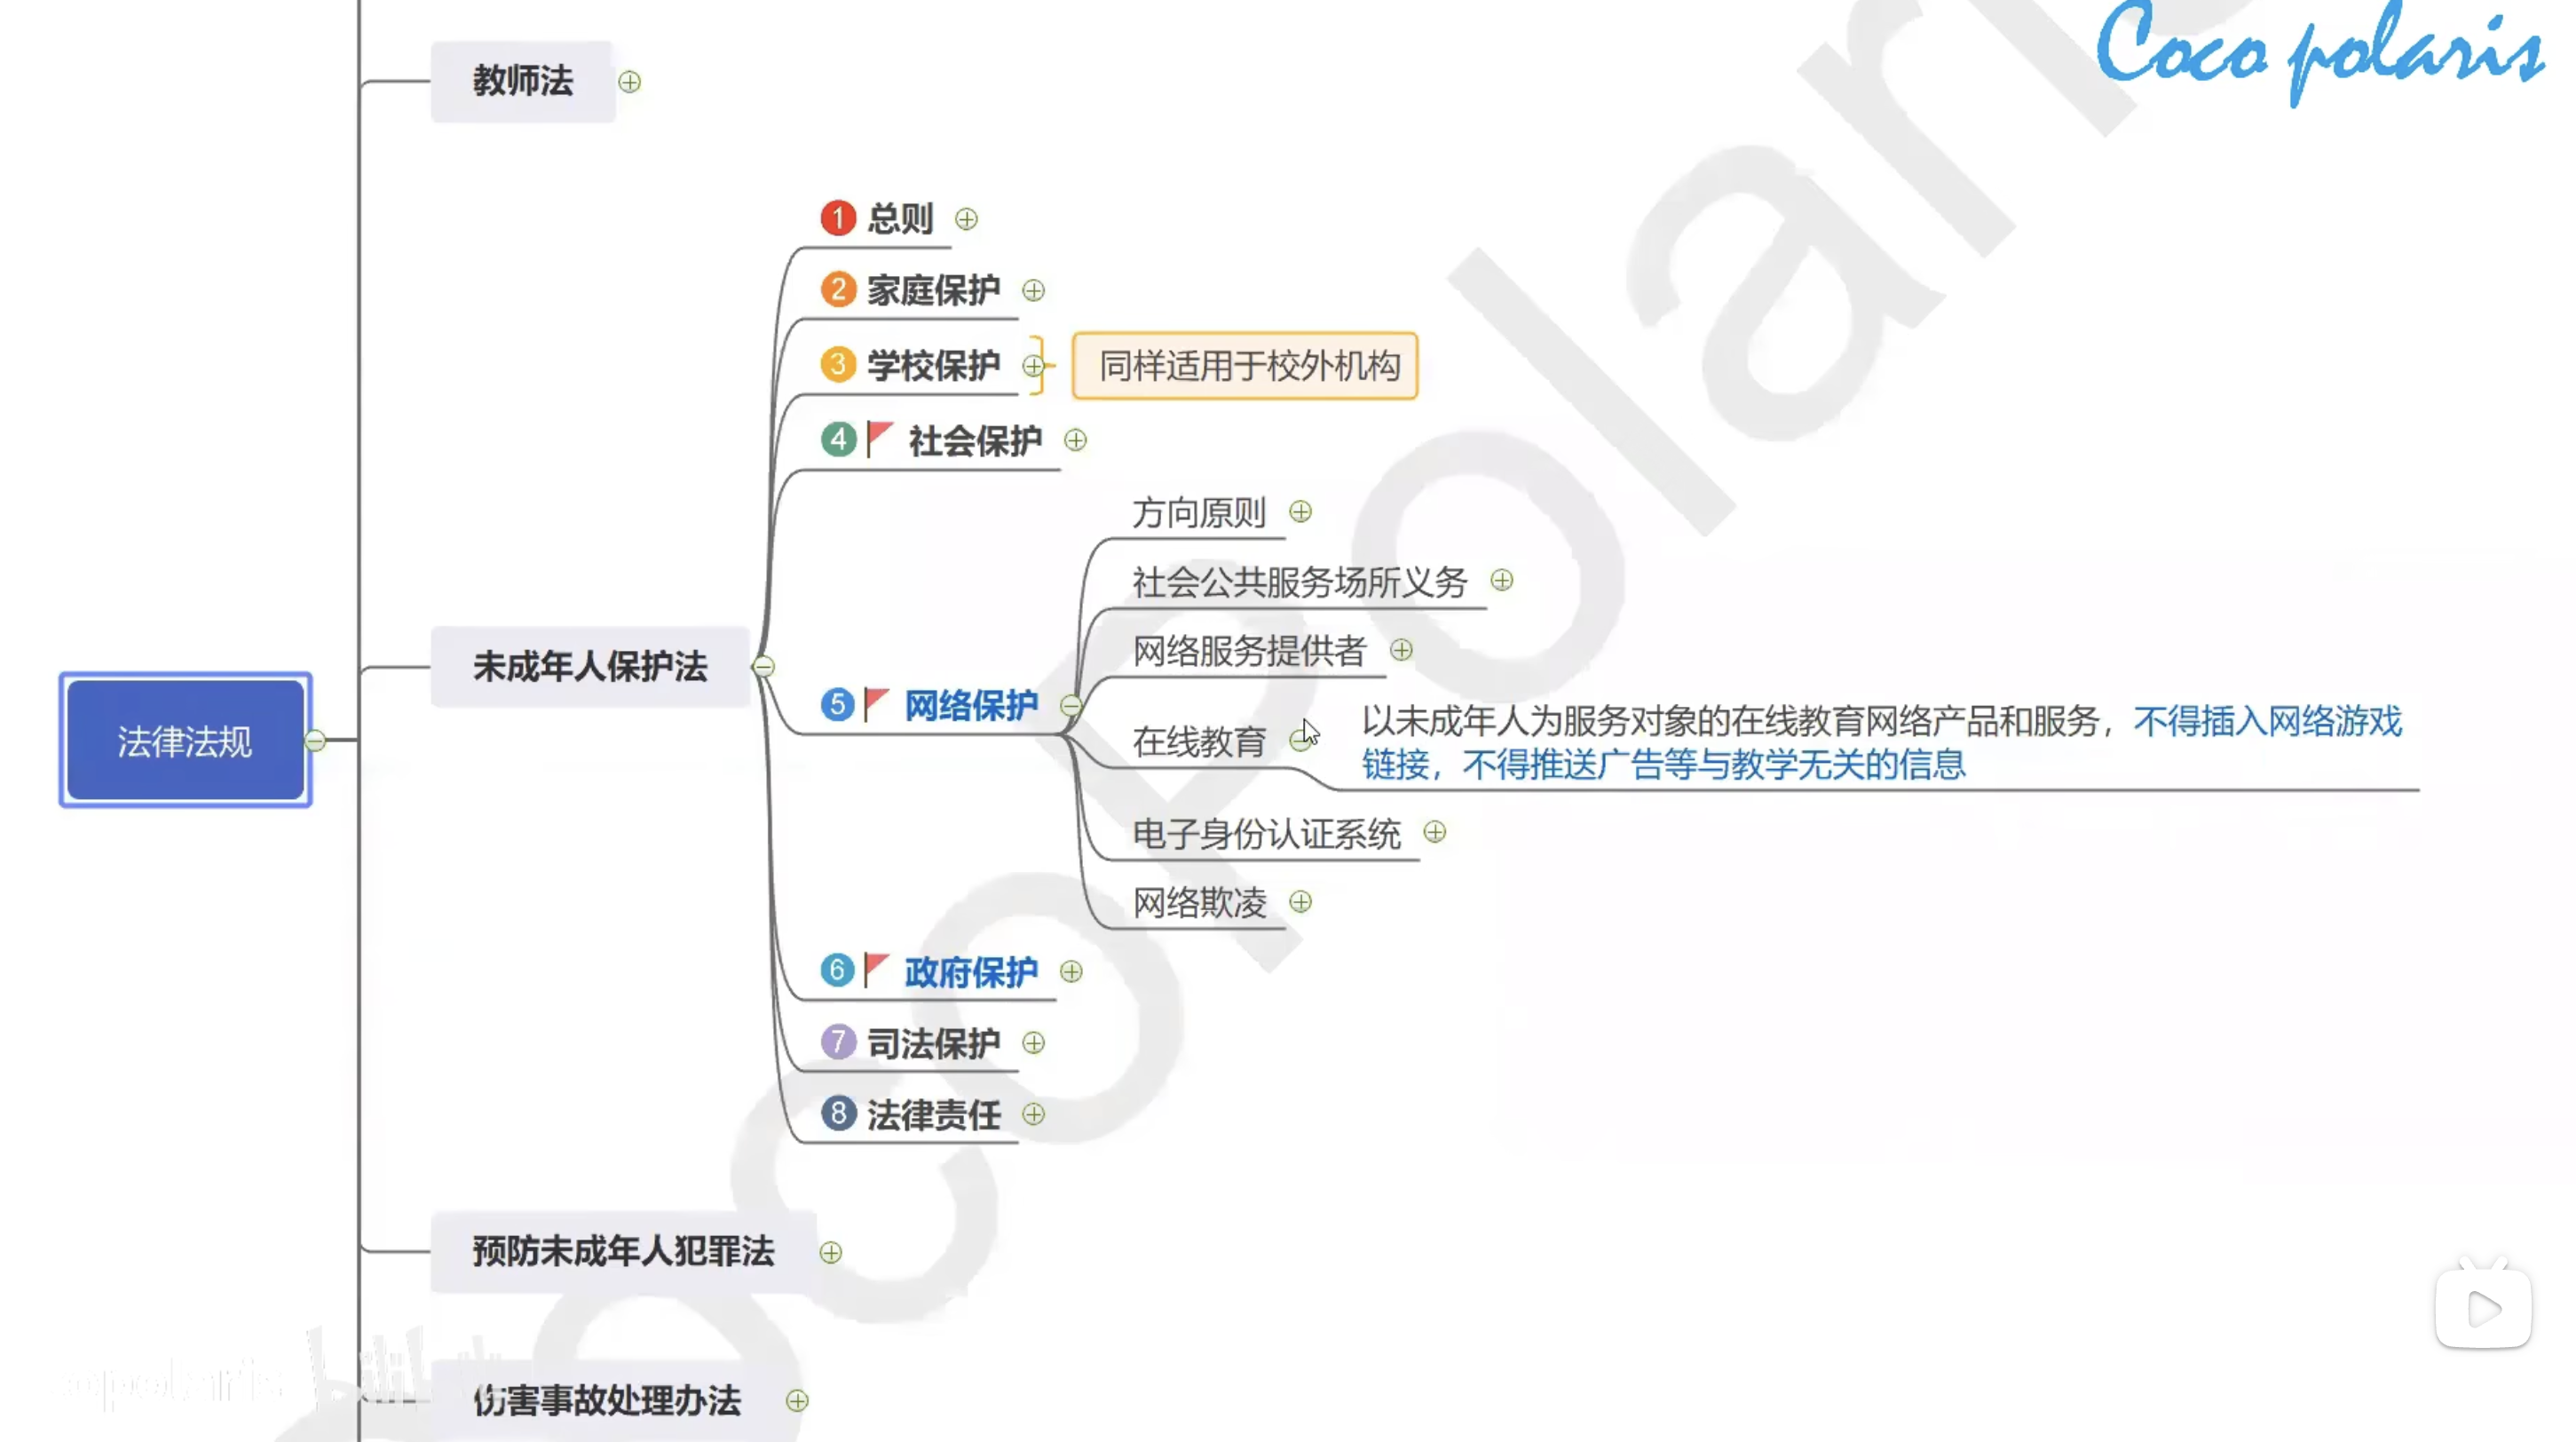 Coco polaris
教师法
1 总则
2 家庭保护
3 学校保护
同样适用于校外机构
4 社会保护
方向原则
社会公共服务场所义务
网络服务提供者
未成年人保护法
5 网络保护
法律法规
在线教育
以未成年人为服务对象的在线教育网络产品和服务，不得插入网络游戏
链接，不得推送广告等与教学无关的信息
电子身份认证系统
网络欺凌
6 政府保护
7 司法保护
8 法律责任
预防未成年人犯罪法
伤害事故处理办法